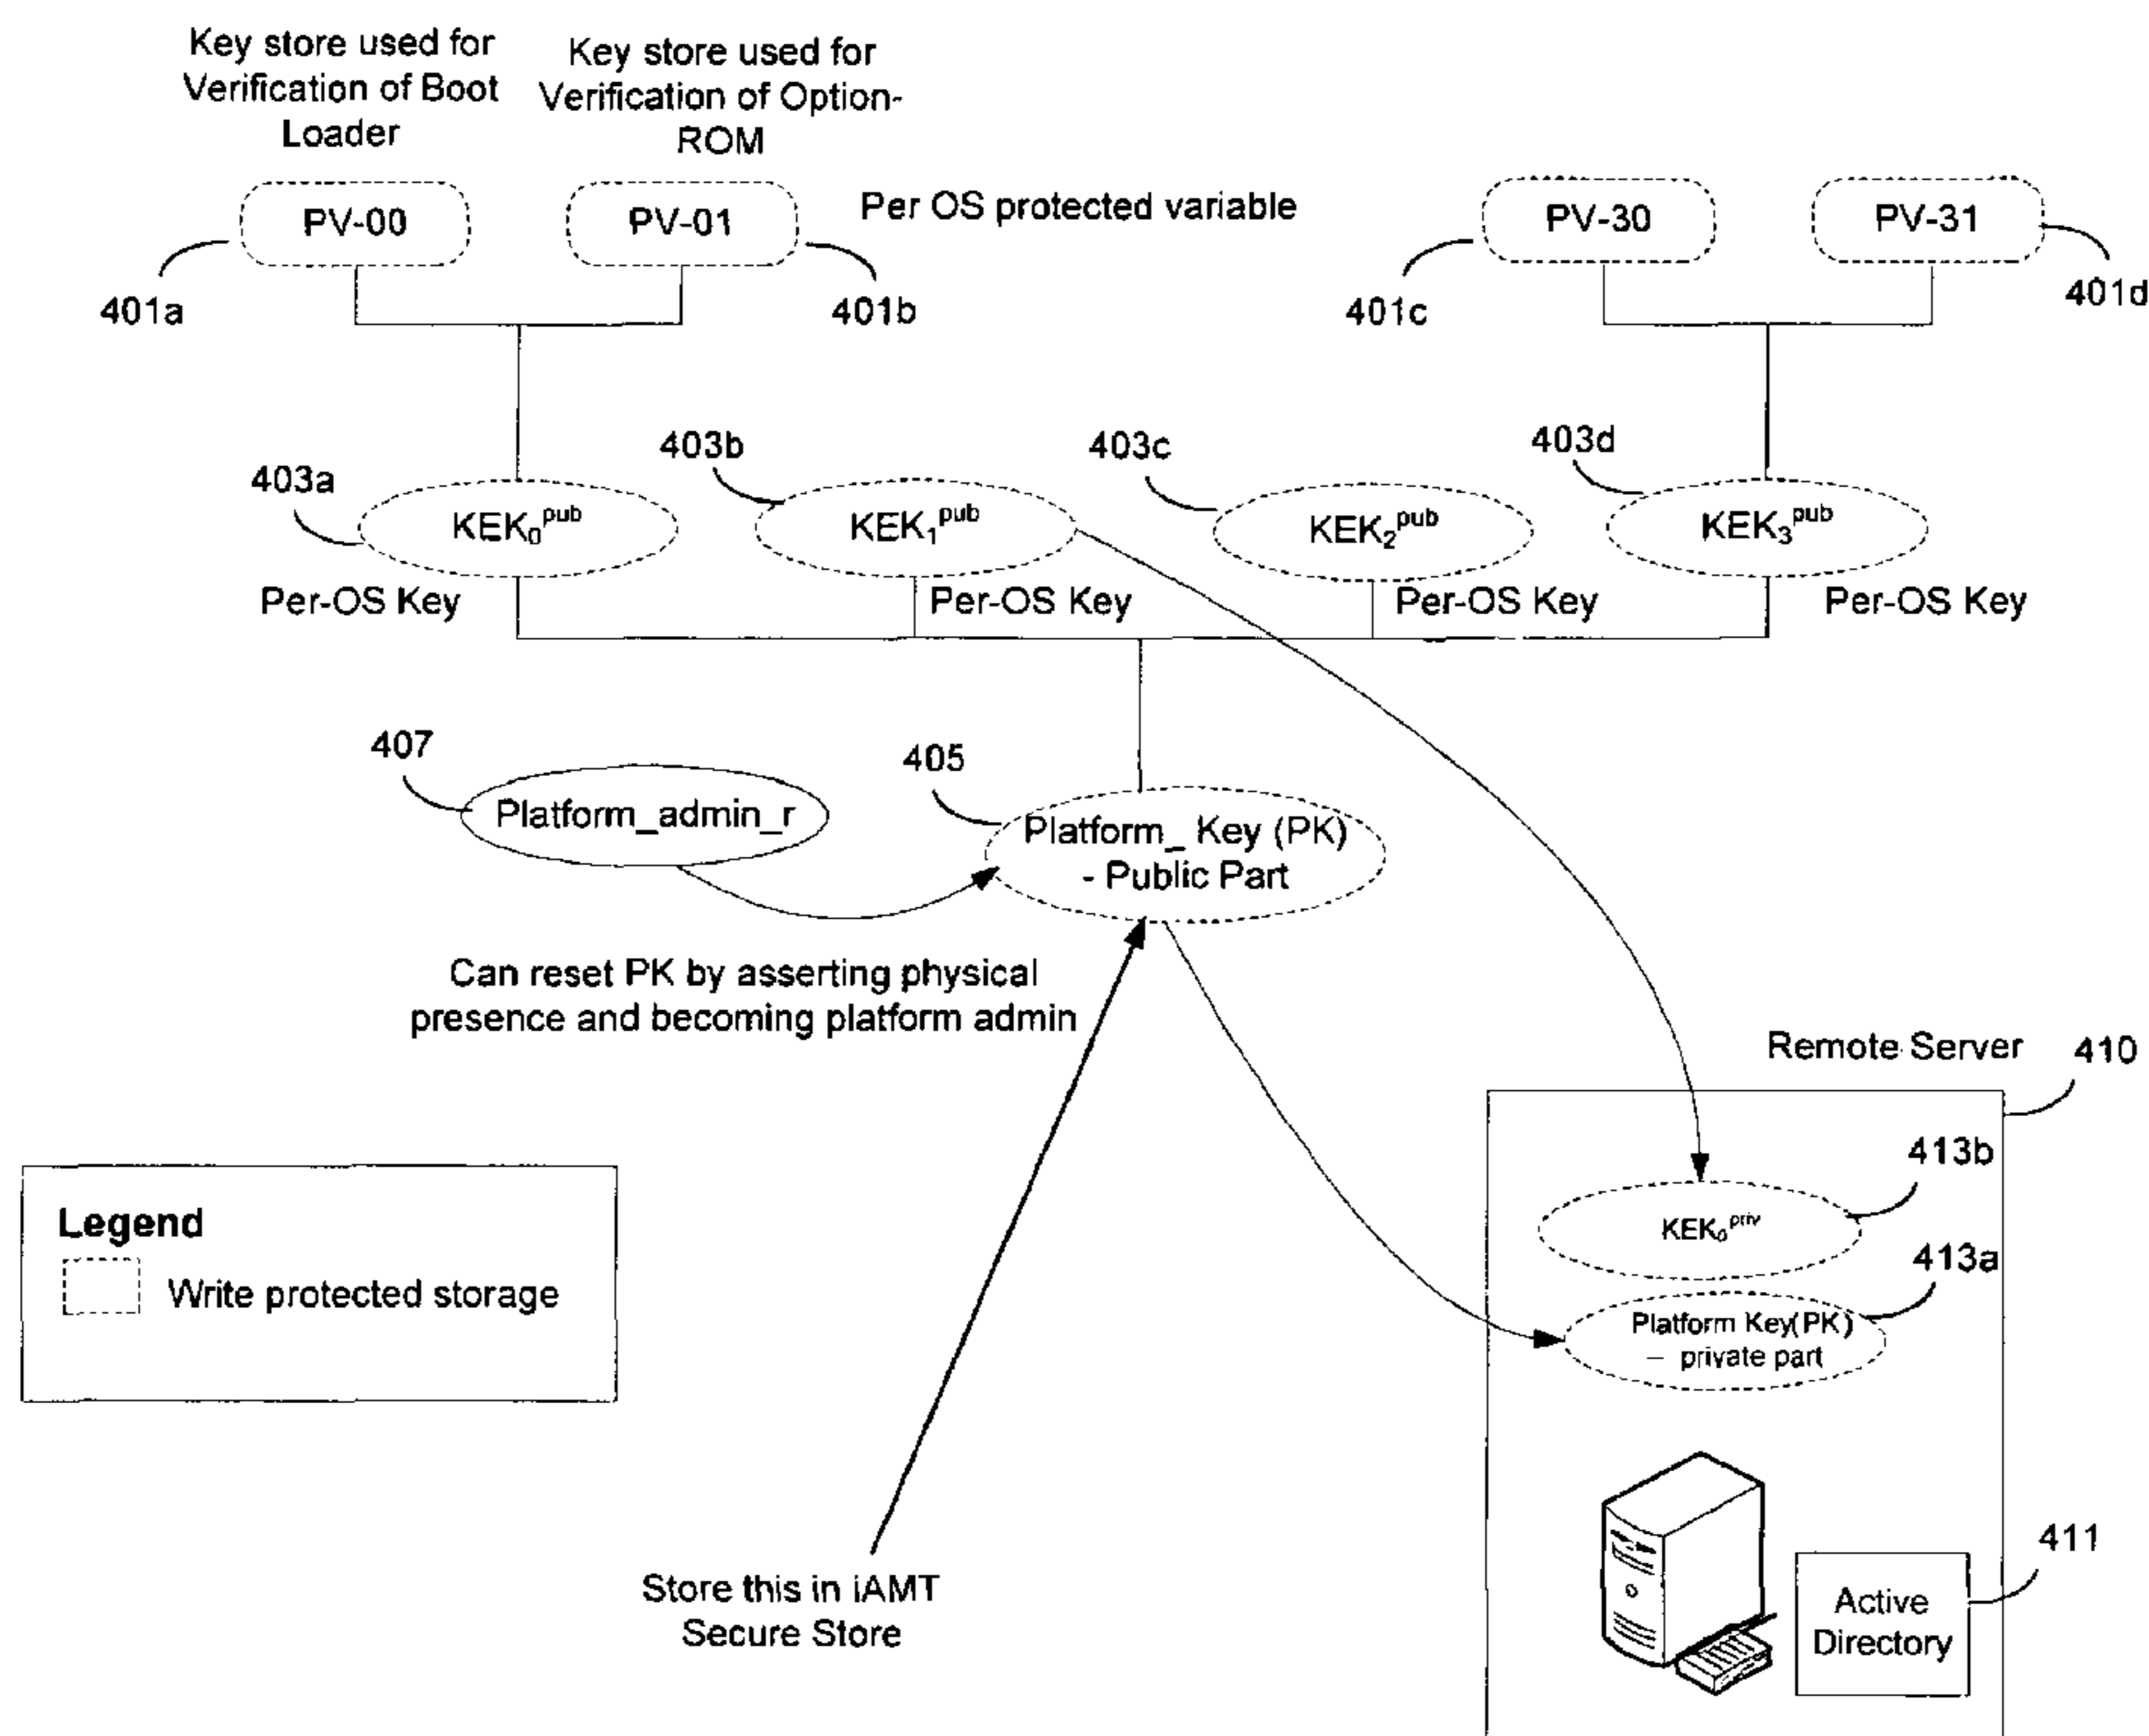 Key store used for
Verification of Boot
Loader
Key store used for
Verification of Option-
ROM
Per OS protected variable
PV-00
PV-01
PV-30
PV-31
401a
401b
401c
401d
403a
403b
403c
403d
KEK₀ᵖᵘᵇ
KEK₁ᵖᵘᵇ
KEK₂ᵖᵘᵇ
KEK₃ᵖᵘᵇ
Per-OS Key
Per-OS Key
Per-OS Key
Per-OS Key
407
405
Platform_admin_r
Platform_ Key (PK)
- Public Part
Can reset PK by asserting physical
presence and becoming platform admin
Remote Server
410
413b
KEK₀ᵖʳⁱᵛ
413a
Platform Key(PK)
– private part
Legend
Write protected storage
Store this in iAMT
Secure Store
411
Active
Directory